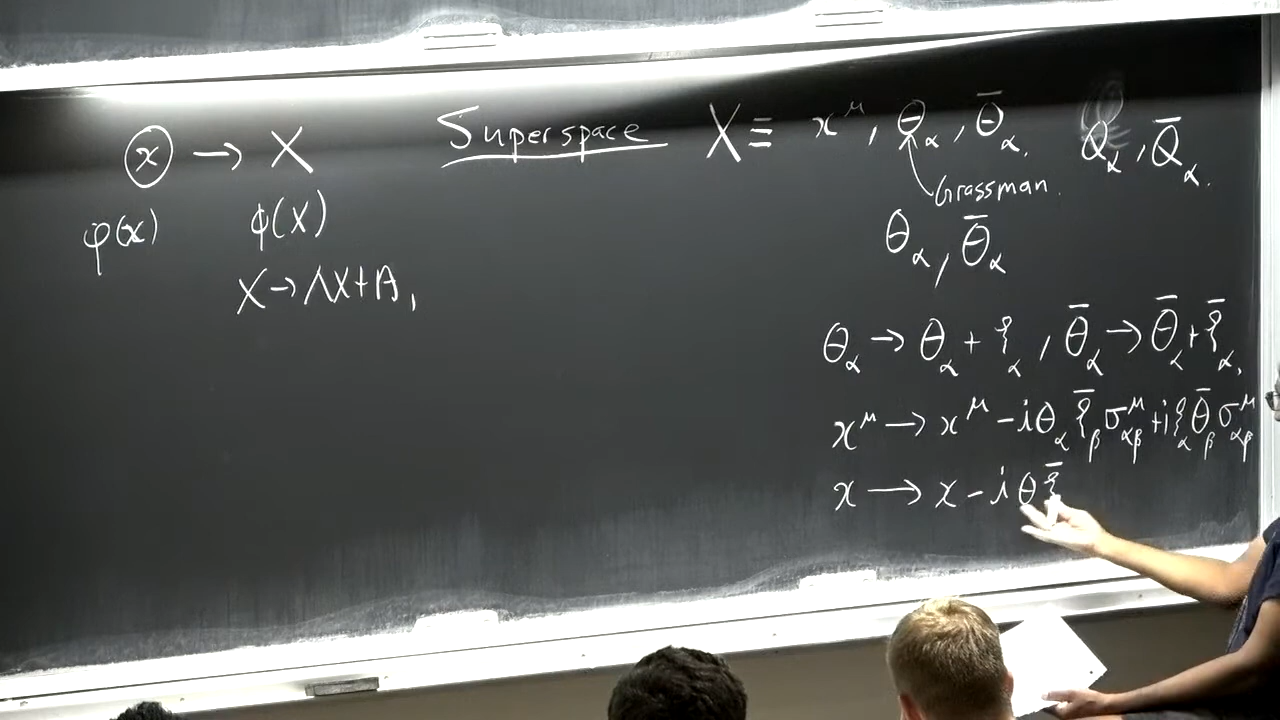 x → X
φ(x) ϕ(X)
X → ΛX + A,
Superspace X ≡ x^μ, θ_α, θ̄_α.
Grassman.
θ_α, θ̄_α
Q_α, Q̄_α.
θ_α → θ_α + ξ_α, θ̄_α → θ̄_α + ξ̄_α,
x^μ → x^μ - iθ_α ξ̄_β σ^μ_αβ + iξ_α θ̄_β σ^μ_αβ
x → x - iθξ̄